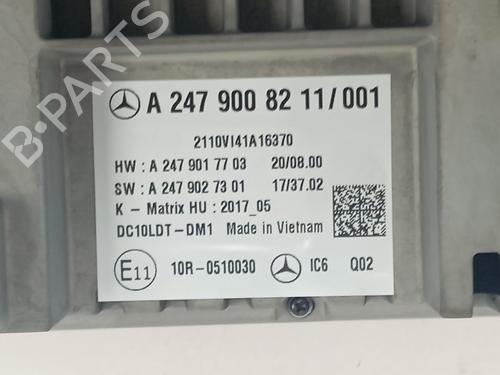 A 247 900 82 11/001
2110VI41A16370
HW : A 247 901 77 03 20/08.00
SW : A 247 902 73 01 17/37.02
K - Matrix HU : 2017_05
DC10LDT-DM1 Made in Vietnam
E11 10R-0510030 IC6 Q02
B-PARTS